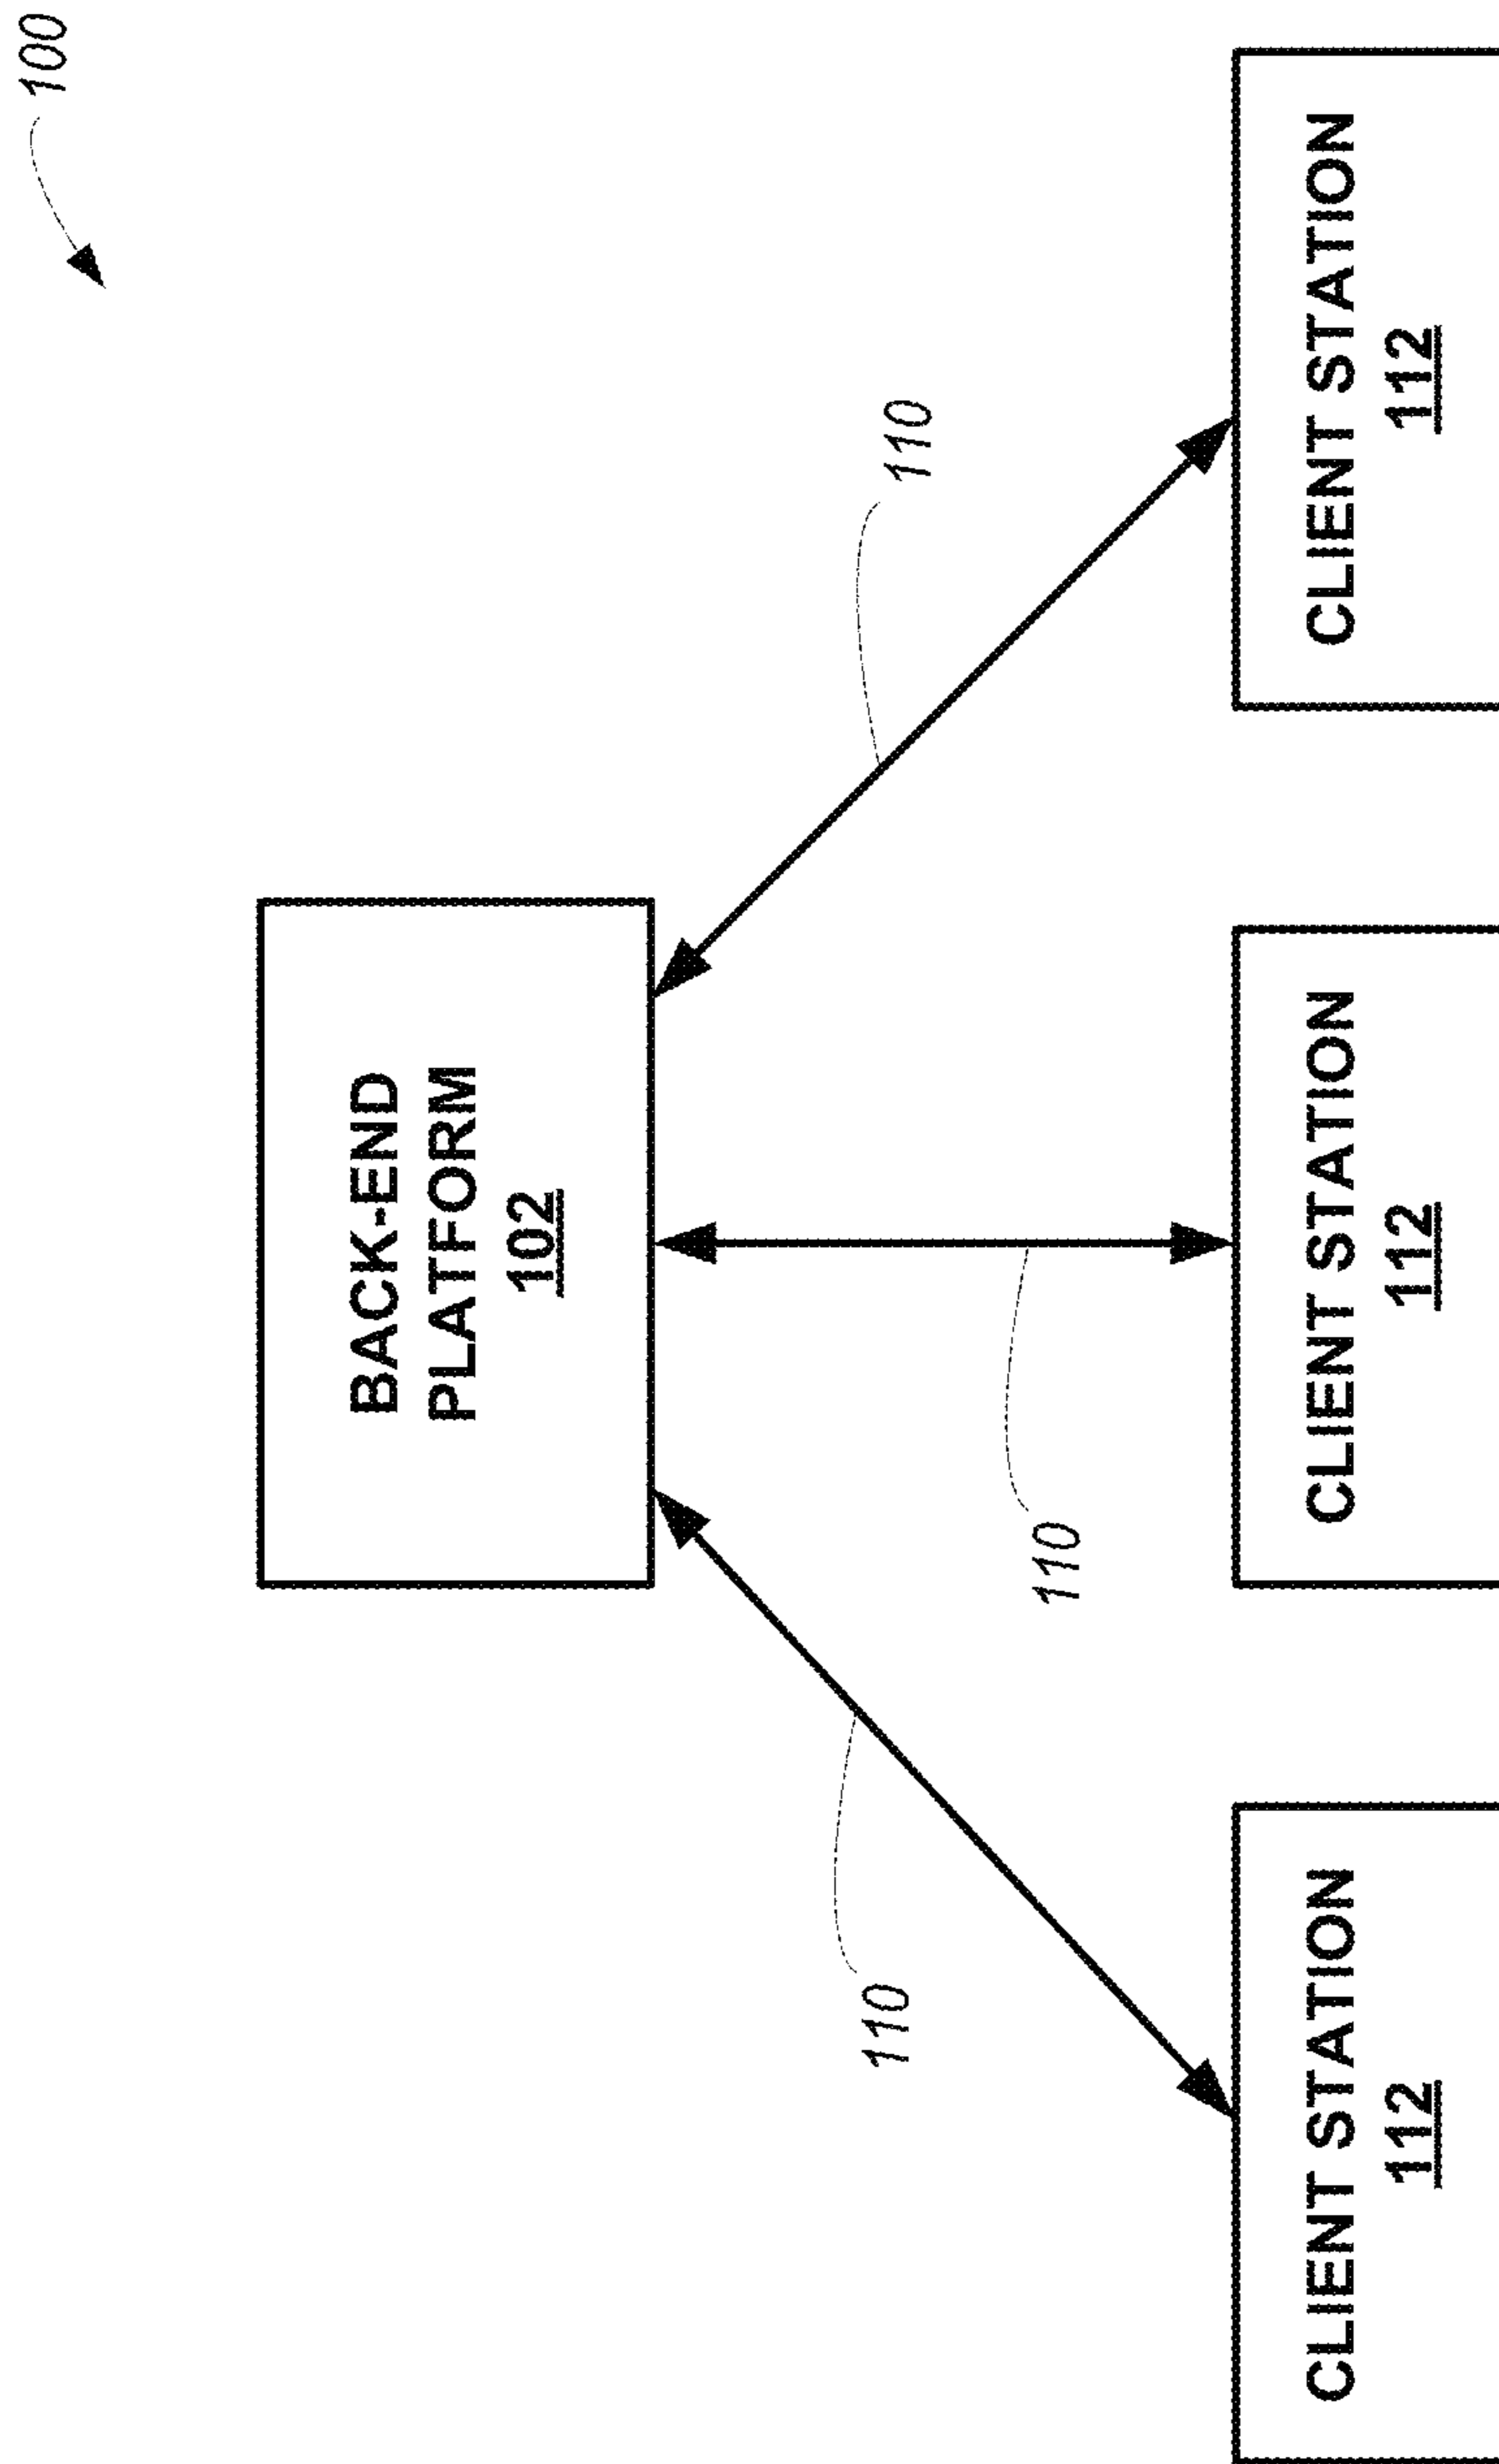 100
BACK-END
PLATFORM
102
110
110
110
CLIENT STATION
112
CLIENT STATION
112
CLIENT STATION
112